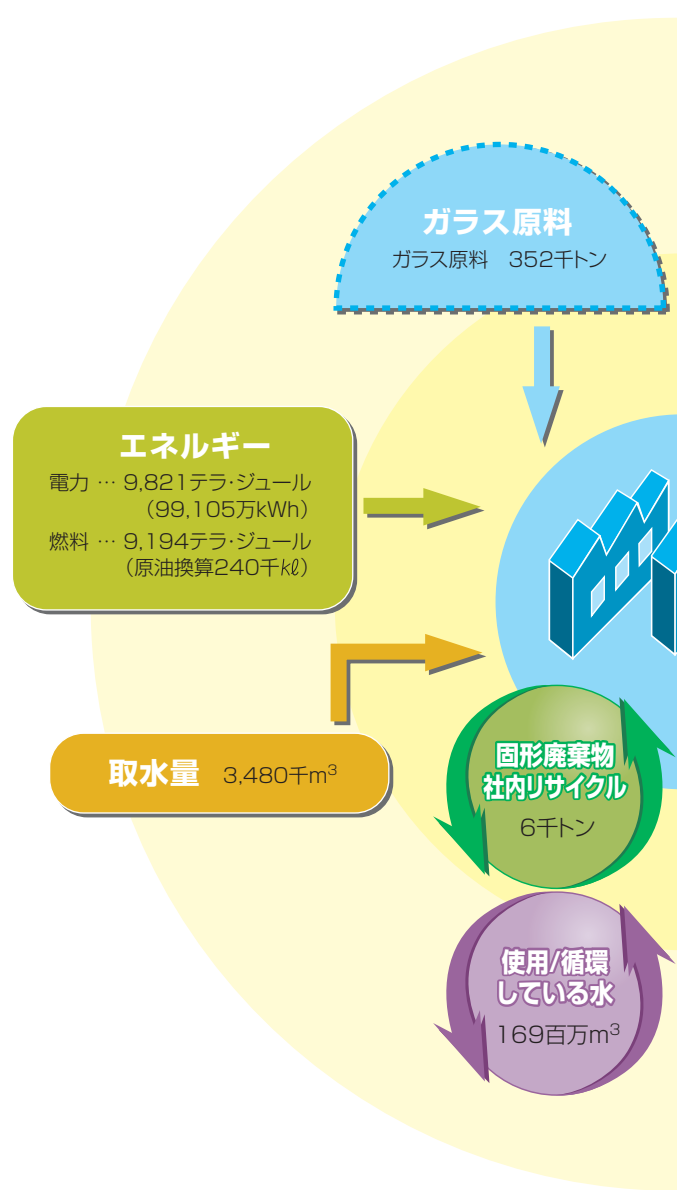 ガラス原料
ガラス原料　352千トン
エネルギー
電力 … 9,821テラ・ジュール
（99,105万kWh）
燃料 … 9,194テラ・ジュール
（原油換算240千kℓ）
取水量　3,480千m³
固形廃棄物
社内リサイクル
6千トン
使用/循環
している水
169百万m³